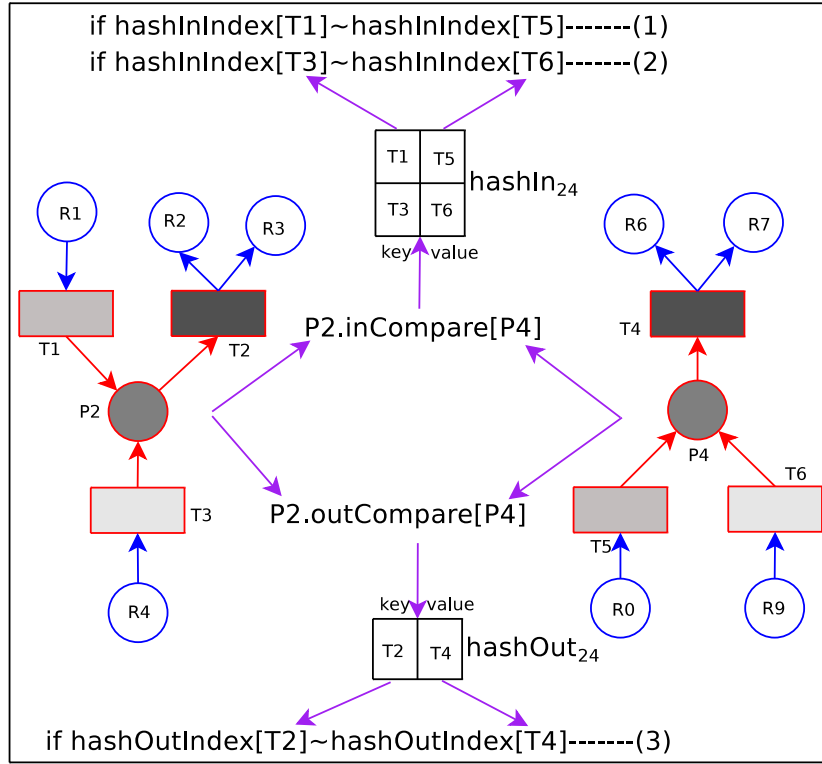 if hashInIndex[T1]~hashInIndex[T5]-------(1)
if hashInIndex[T3]~hashInIndex[T6]-------(2)
T1 T5
hashIn24
T3 T6
key value
R1
R2
R3
R6
R7
T1
T2
T4
P2.inCompare[P4]
P2
P4
T3
T5
T6
P2.outCompare[P4]
R4
R0
R9
key value
T2 T4
hashOut24
if hashOutIndex[T2]~hashOutIndex[T4]-------(3)